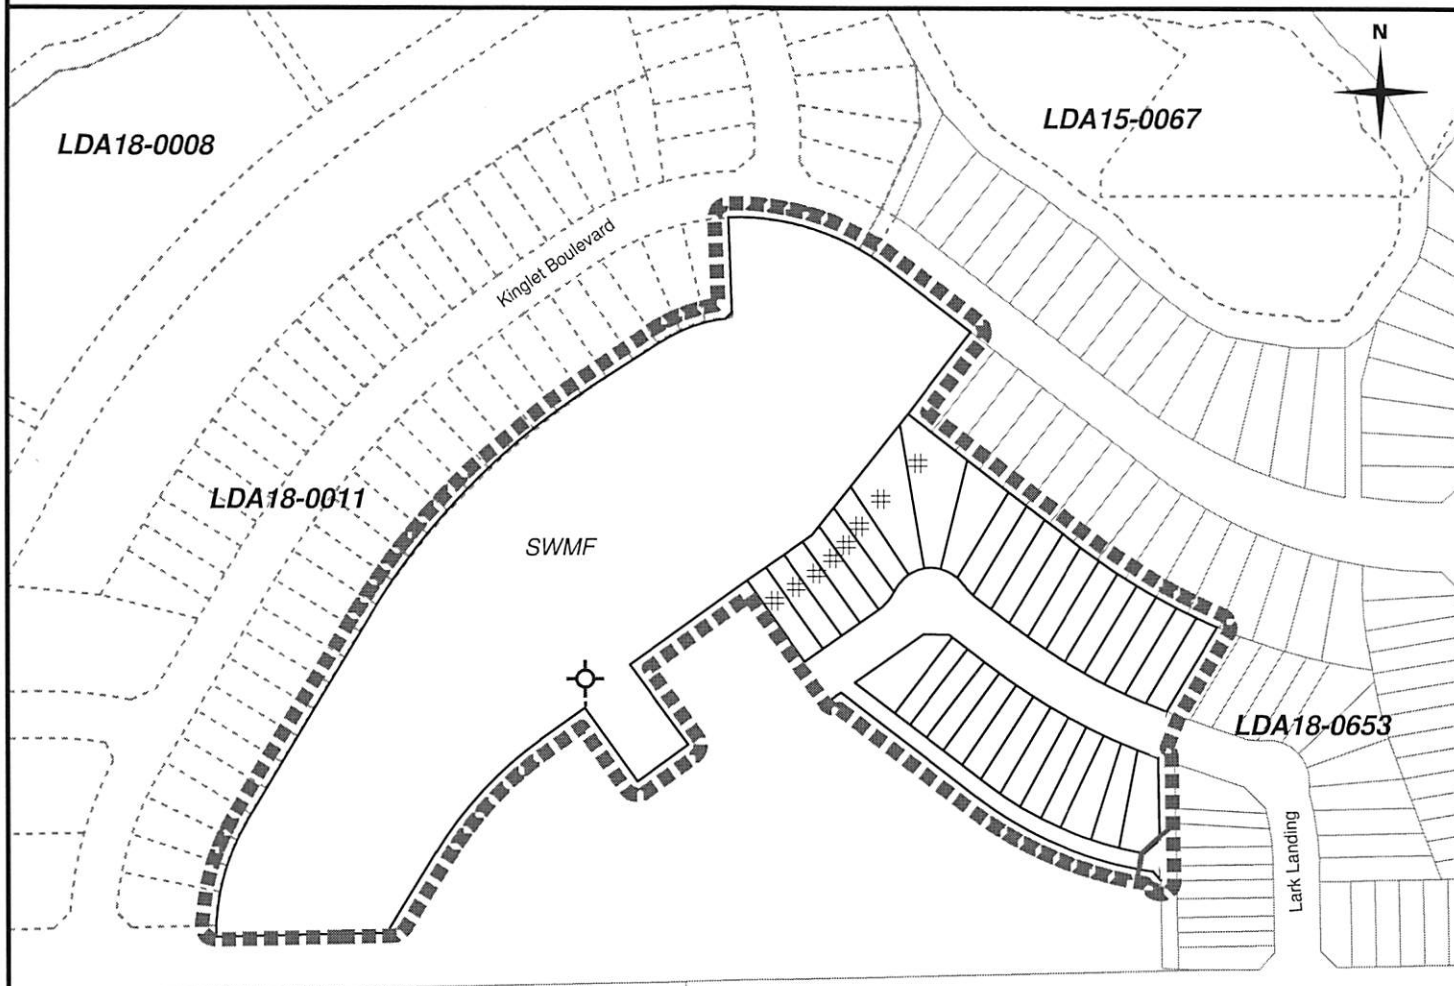 N
LDA18-0008
LDA15-0067
Kinglet Boulevard
LDA18-0011
SWMF
LDA18-0653
Lark Landing